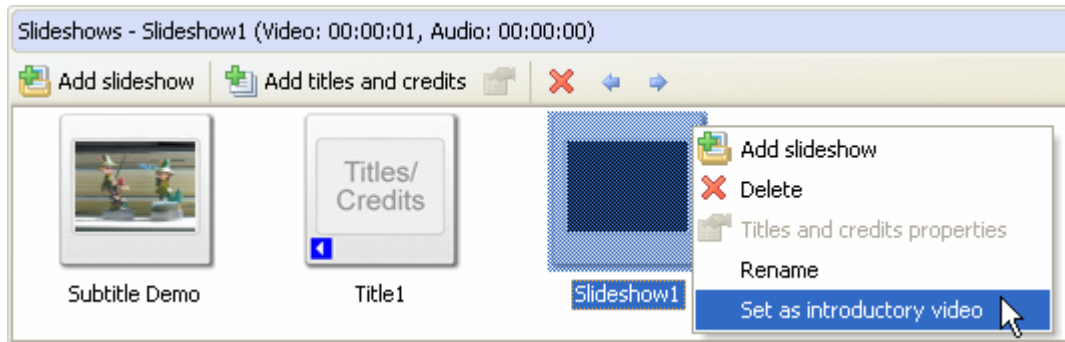 Slideshows - Slideshow1 (Video: 00:00:01, Audio: 00:00:00)
Add slideshow Add titles and credits
Titles/
Credits
Subtitle Demo Title1 Slideshow1
Add slideshow
Delete
Titles and credits properties
Rename
Set as introductory video